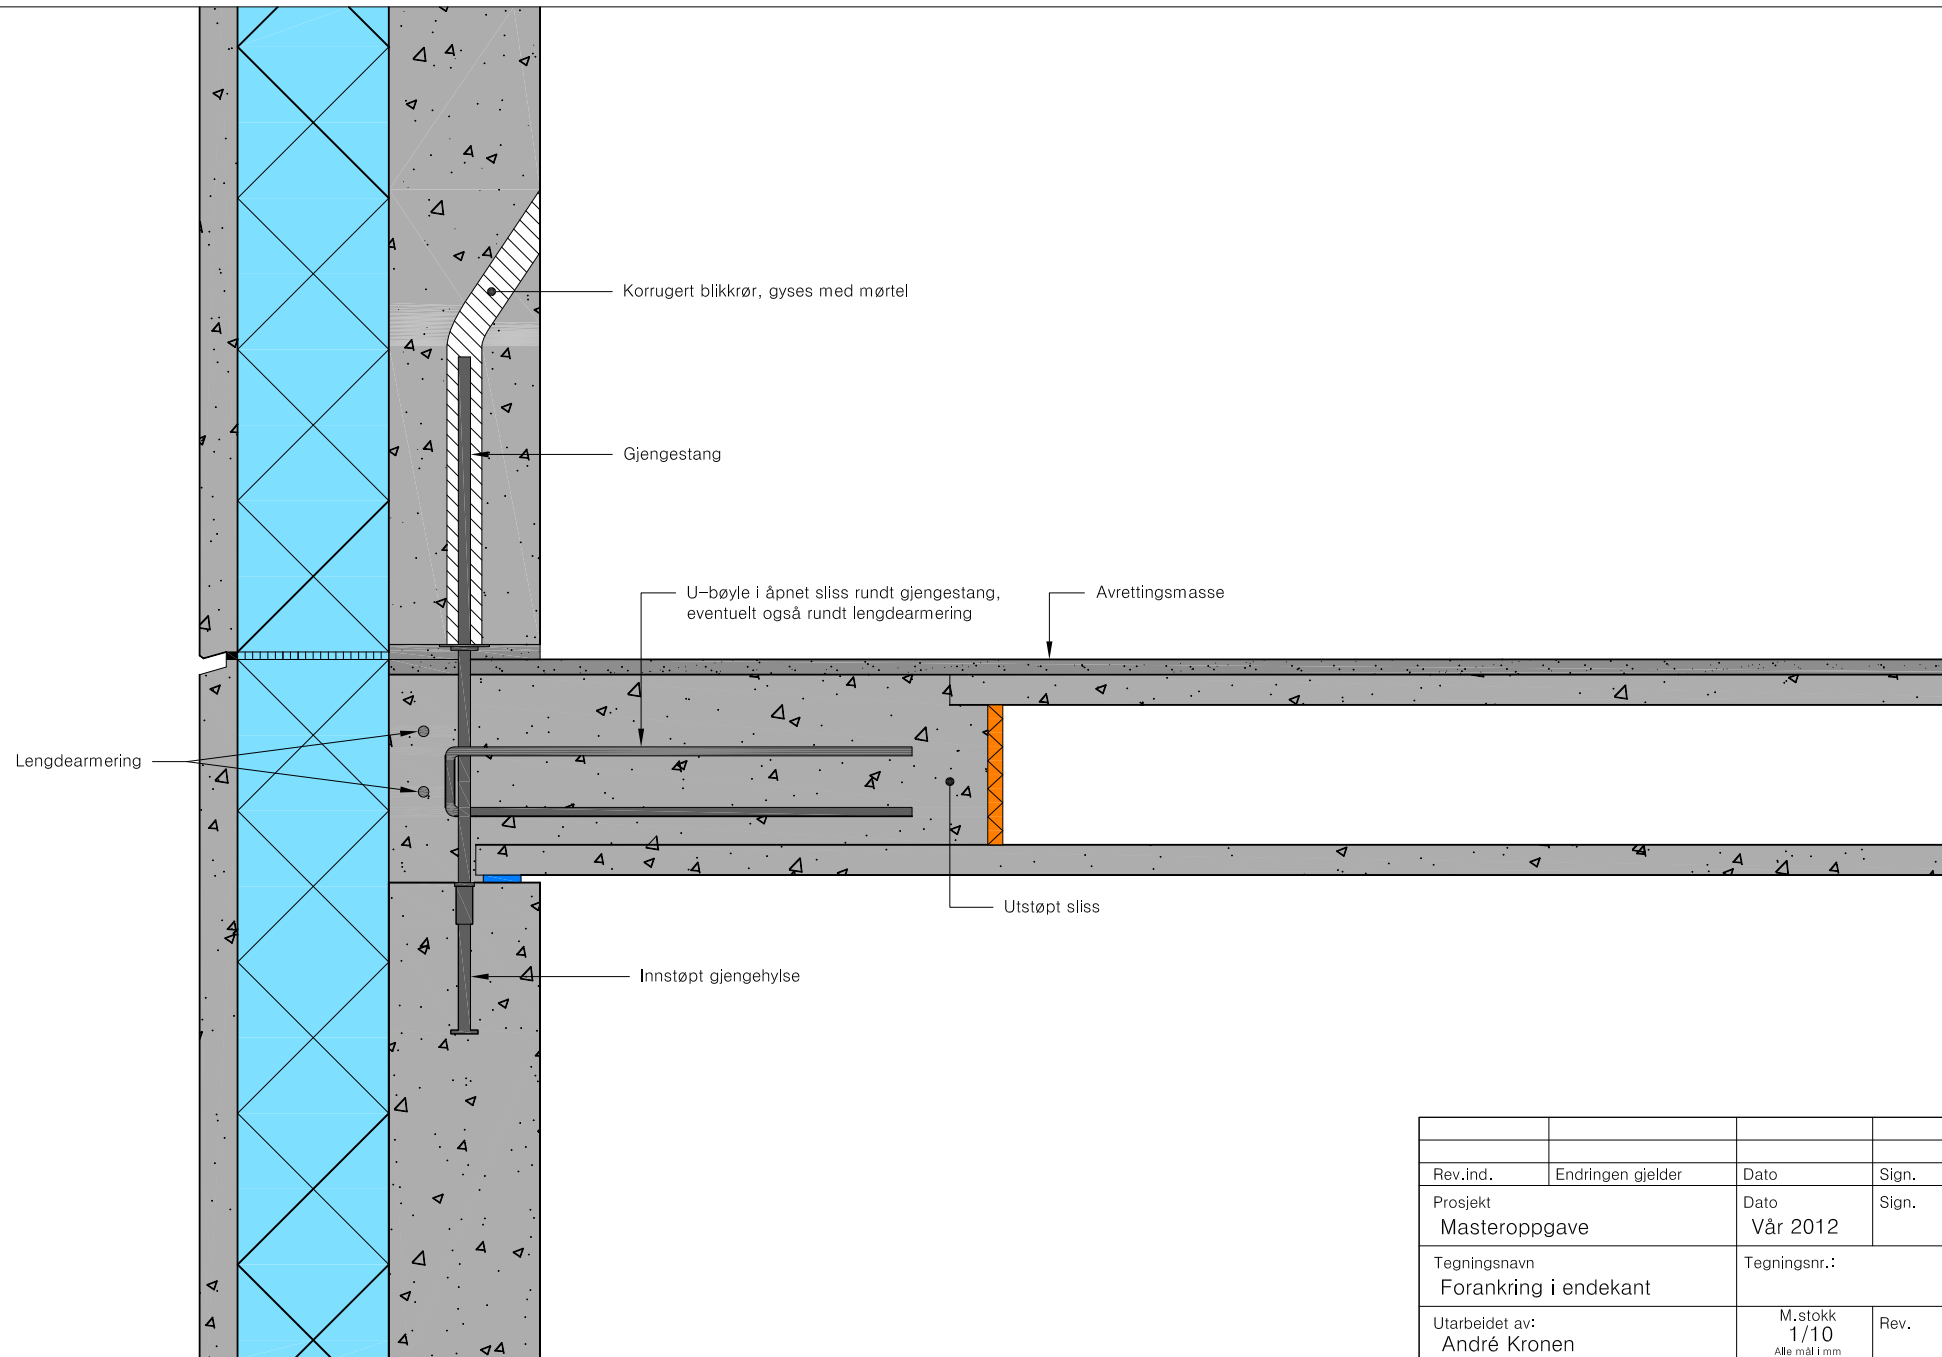 Korrugert blikkrør, gyses med mørtel
Gjengestang
U-bøyle i åpnet sliss rundt gjengestang,
eventuelt også rundt lengdearmering
Avrettingsmasse
Lengdearmering
Utstøpt sliss
Innstøpt gjengehylse
Rev.ind. Endringen gjelder Dato Sign.
Prosjekt Dato Sign.
Masteroppgave Vår 2012
Tegningsnavn Tegningsnr.:
Forankring i endekant
Utarbeidet av: M.stokk Rev.
André Kronen 1/10
Alle mål i mm